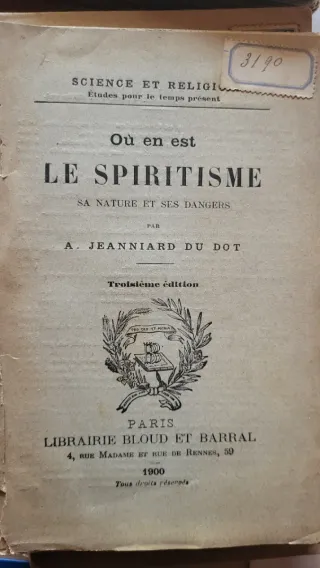 3190
SCIENCE ET RELIGION
Études pour le temps présent
Où en est
LE SPIRITISME
SA NATURE ET SES DANGERS
PAR
A. JEANNIARD DU DOT
Troisième édition
BB
PARIS
LIBRAIRIE BLOUD ET BARRAL
4, RUE MADAME ET RUE DE RENNES, 59
1900
Tous droits réservés